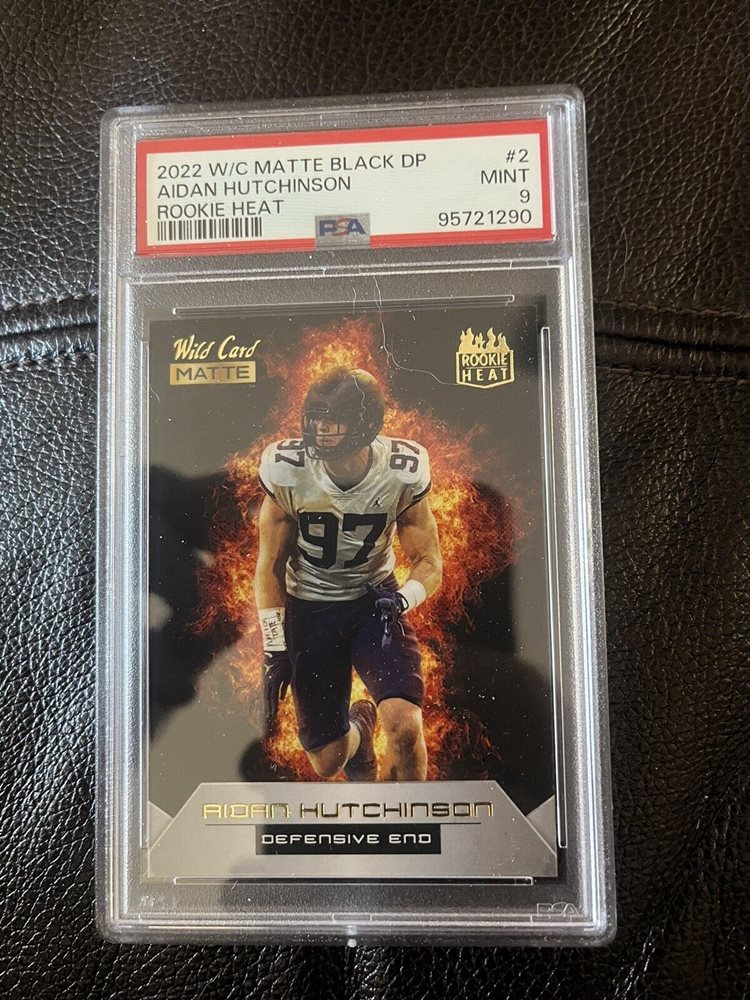 2022 W/C MATTE BLACK DP #2
AIDAN HUTCHINSON MINT
ROOKIE HEAT 9
PSA 95721290
Wild Card
MATTE
ROOKIE
HEAT
97 97
97
AIDAN HUTCHINSON
DEFENSIVE END
PSA